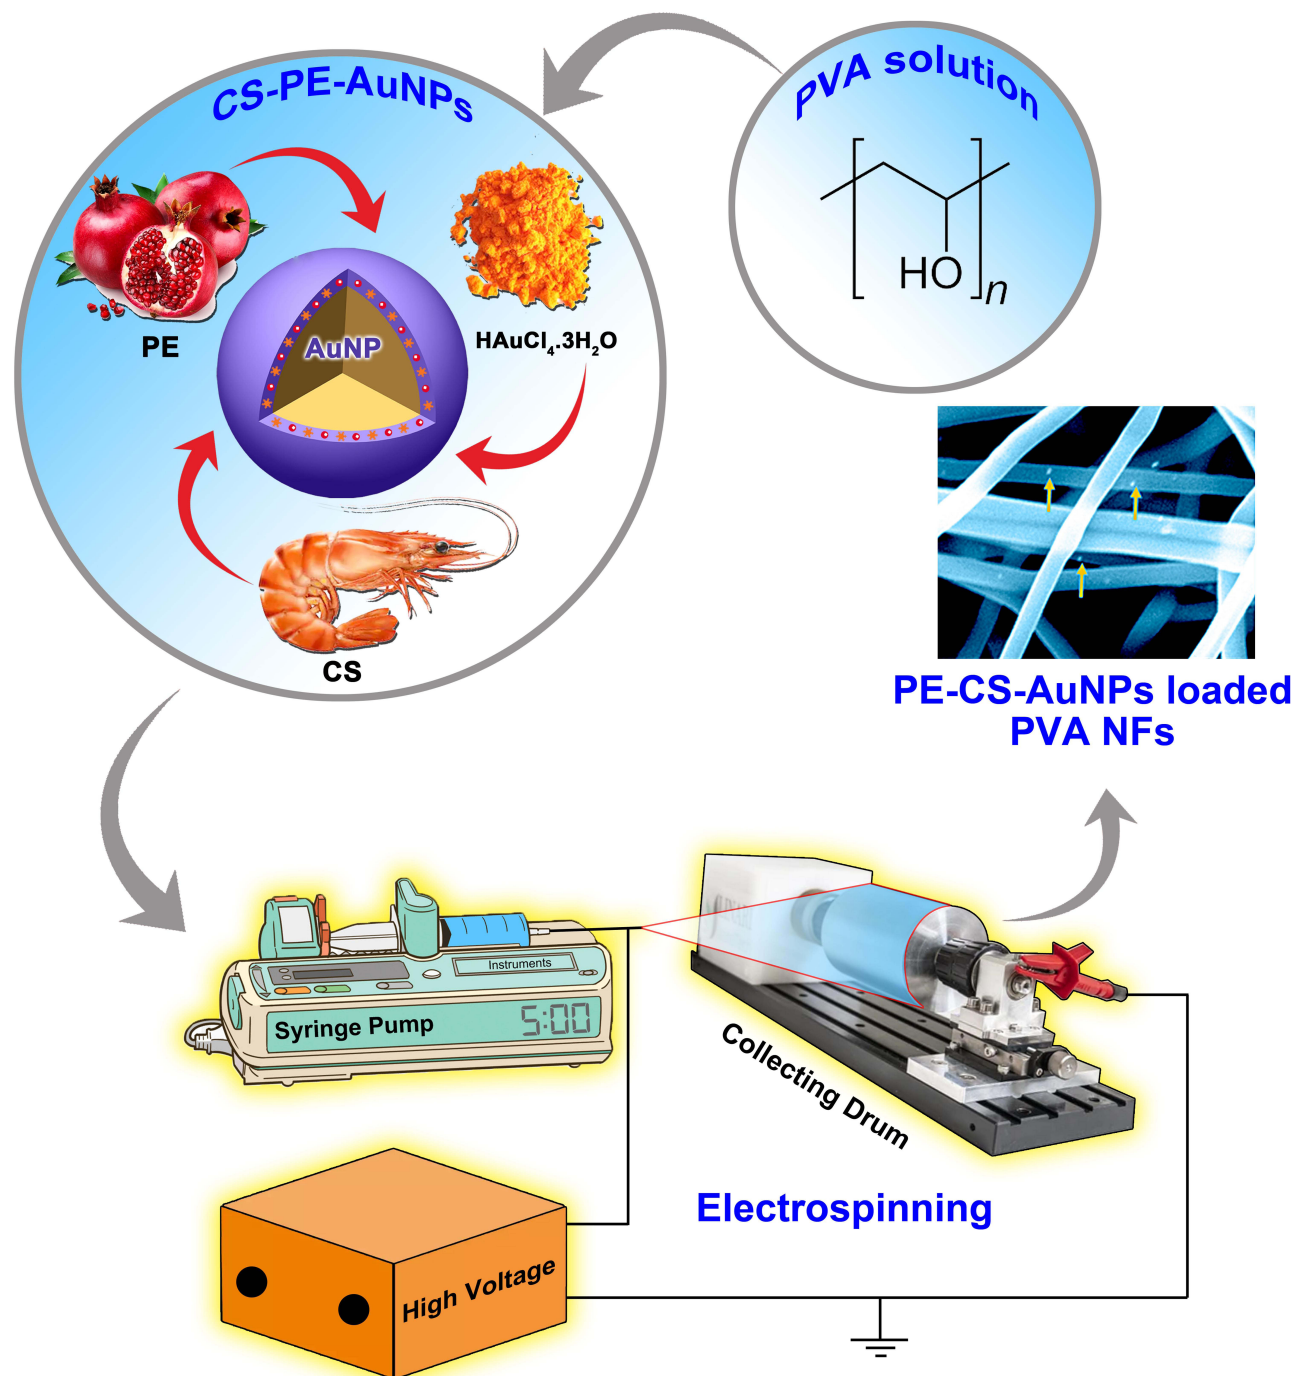 CS-PE-AuNPs
PVA solution
HO
n
PE
AuNP
HAuCl₄.3H₂O
CS
PE-CS-AuNPs loaded
PVA NFs
Instruments
Syringe Pump
5:00
Collecting Drum
Electrospinning
High Voltage